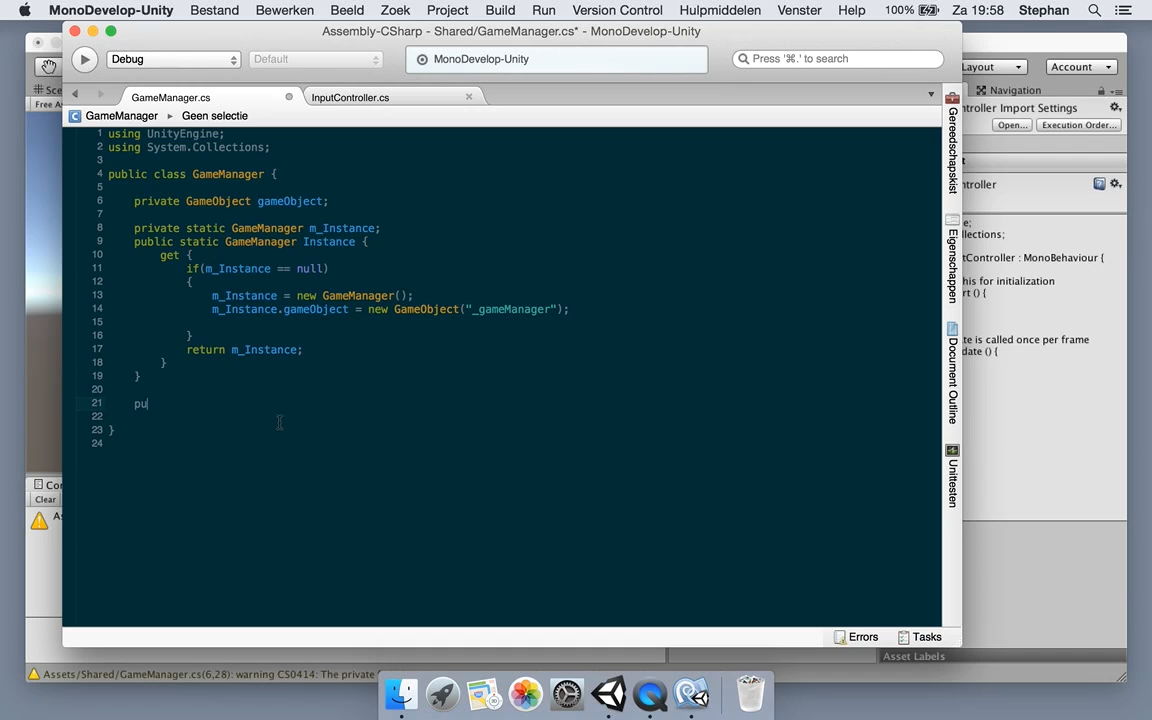 MonoDevelop-Unity Bestand Bewerken Beeld Zoek Project Build Run Version Control Hulpmiddelen Venster Help 100% Za 19:58 Stephan
Assembly-CSharp - Shared/GameManager.cs* - MonoDevelop-Unity
Debug Default MonoDevelop-Unity Press '⌘.' to search
GameManager.cs InputController.cs
GameManager ▸ Geen selectie
1 using UnityEngine;
2 using System.Collections;
3
4 public class GameManager {
5
6 private GameObject gameObject;
7
8 private static GameManager m_Instance;
9 public static GameManager Instance {
10 get {
11 if(m_Instance == null)
12 {
13 m_Instance = new GameManager();
14 m_Instance.gameObject = new GameObject("_gameManager");
15
16 }
17 return m_Instance;
18 }
19 }
20
21 pu
22
23 }
24
Errors Tasks
Gereedschapskist
Eigenschappen
Document Outline
Unittesten
# Sce
Free As
Con
Clear
As
Assets/Shared/GameManager.cs(6,28): warning CS0414: The private
Layout Account
Navigation
ntroller Import Settings
Open... Execution Order...
ntroller
e;
llections;
tController : MonoBehaviour {
this for initialization
rt () {
te is called once per frame
date () {
Asset Labels